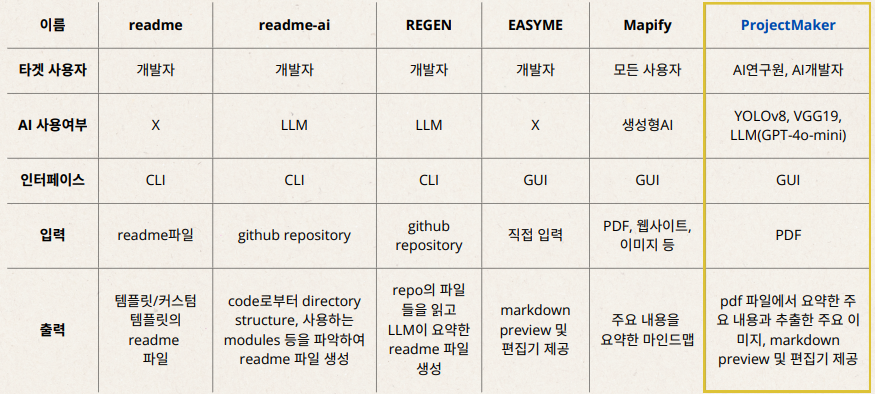 이름 readme readme-ai REGEN EASYME Mapify ProjectMaker
타겟 사용자 개발자 개발자 개발자 개발자 모든 사용자 AI연구원, AI개발자
AI 사용여부 X LLM LLM X 생성형AI YOLOv8, VGG19,
LLM(GPT-4o-mini)
인터페이스 CLI CLI CLI GUI GUI GUI
입력 readme파일 github repository github
repository 직접 입력 PDF, 웹사이트,
이미지 등 PDF
출력
템플릿/커스텀
템플릿의
readme
파일
code로부터 directory
structure, 사용하는
modules 등을 파악하여
readme 파일 생성
repo의 파일
들을 읽고
LLM이 요약한
readme 파일
생성
markdown
preview 및
편집기 제공
주요 내용을
요약한 마인드맵
pdf 파일에서 요약한 주
요 내용과 추출한 주요 이
미지, markdown
preview 및 편집기 제공